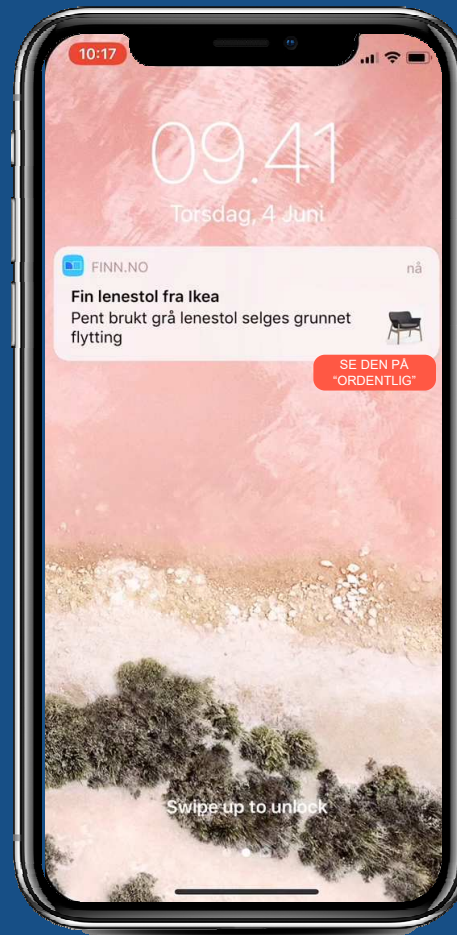 10:17
09.41
Torsdag, 4 Juni
FINN.NO
nå
Fin lenestol fra Ikea
Pent brukt grå lenestol selges grunnet
flytting
SE DEN PÅ
“ORDENTLIG”
Swipe up to unlock